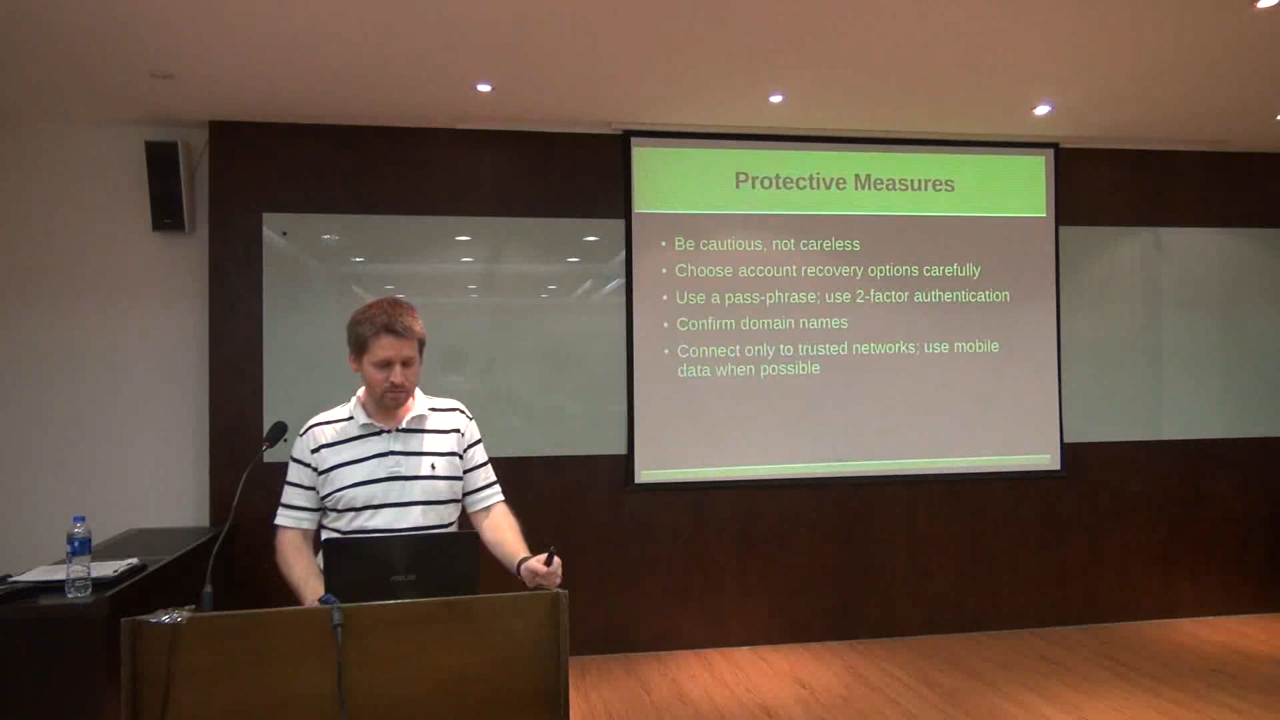 Protective Measures
• Be cautious, not careless
• Choose account recovery options carefully
• Use a pass-phrase; use 2-factor authentication
• Confirm domain names
• Connect only to trusted networks; use mobile
data when possible
ASUS